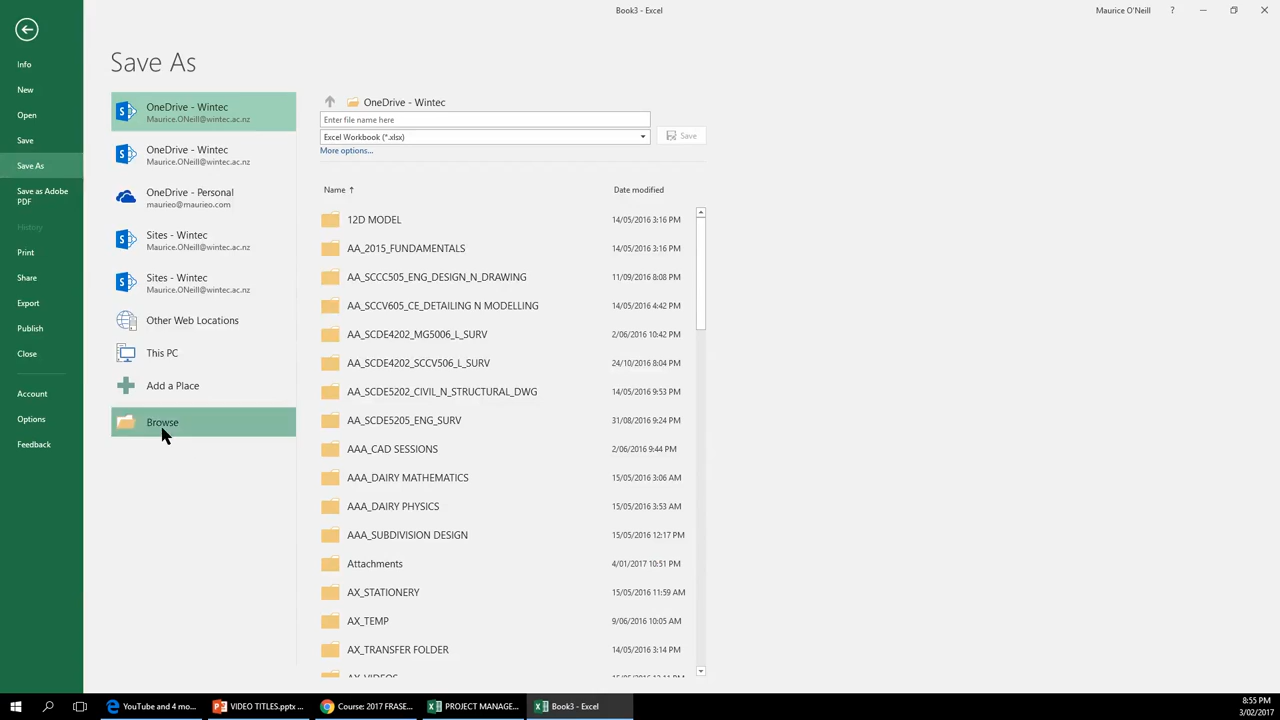 Book3 - Excel
Maurice O'Neill
?
Info
New
Open
Save
Save As
Save as Adobe
PDF
History
Print
Share
Export
Publish
Close
Account
Options
Feedback
Save As
OneDrive - Wintec
Maurice.ONeill@wintec.ac.nz
OneDrive - Wintec
Maurice.ONeill@wintec.ac.nz
OneDrive - Personal
maurieo@maurieo.com
Sites - Wintec
Maurice.ONeill@wintec.ac.nz
Sites - Wintec
Maurice.ONeill@wintec.ac.nz
Other Web Locations
This PC
Add a Place
Browse
OneDrive - Wintec
Enter file name here
Excel Workbook (*.xlsx)
Save
More options...
Name Date modified
12D MODEL 14/05/2016 3:16 PM
AA_2015_FUNDAMENTALS 14/05/2016 3:16 PM
AA_SCCC505_ENG_DESIGN_N_DRAWING 11/09/2016 8:08 PM
AA_SCCV605_CE_DETAILING N MODELLING 14/05/2016 4:42 PM
AA_SCDE4202_MG5006_L_SURV 2/06/2016 10:42 PM
AA_SCDE4202_SCCV506_L_SURV 24/10/2016 8:04 PM
AA_SCDE5202_CIVIL_N_STRUCTURAL_DWG 14/05/2016 9:53 PM
AA_SCDE5205_ENG_SURV 31/08/2016 9:24 PM
AAA_CAD SESSIONS 2/06/2016 9:44 PM
AAA_DAIRY MATHEMATICS 15/05/2016 3:06 AM
AAA_DAIRY PHYSICS 15/05/2016 3:53 AM
AAA_SUBDIVISION DESIGN 15/05/2016 12:17 PM
Attachments 4/01/2017 10:51 PM
AX_STATIONERY 15/05/2016 11:59 AM
AX_TEMP 9/06/2016 10:05 AM
AX_TRANSFER FOLDER 14/05/2016 3:14 PM
AX_VIDEOS
YouTube and 4 mo...
VIDEO TITLES.pptx ...
Course: 2017 FRASE...
PROJECT MANAGE...
Book3 - Excel
8:55 PM
3/02/2017